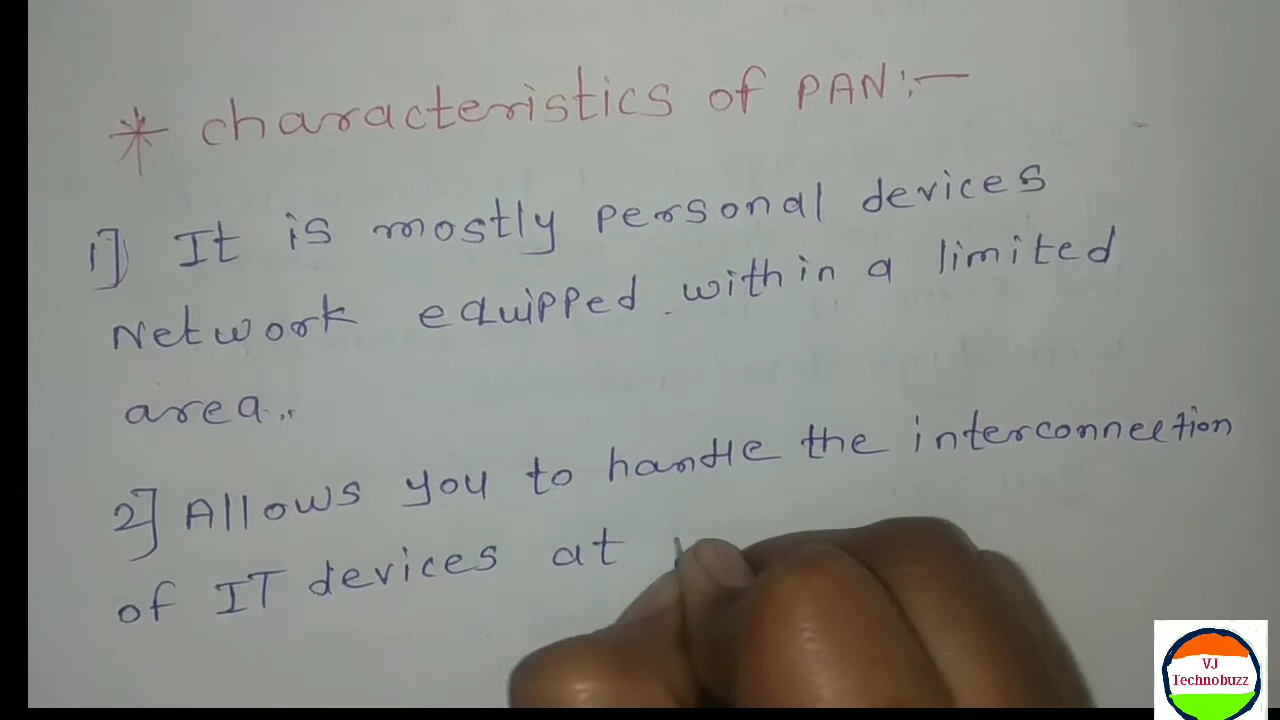 * characteristics of PAN:-
1] It is mostly personal devices
Network equipped within a limited
area..
2] Allows you to handle the interconnection
of IT devices at
VJ
Technobuzz